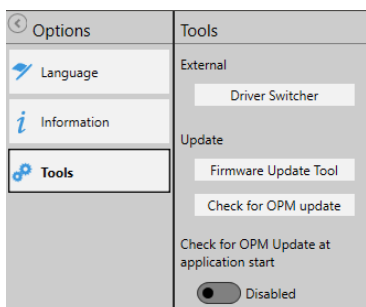 Options
Language
Information
Tools
Tools
External
Driver Switcher
Update
Firmware Update Tool
Check for OPM update
Check for OPM Update at
application start
Disabled